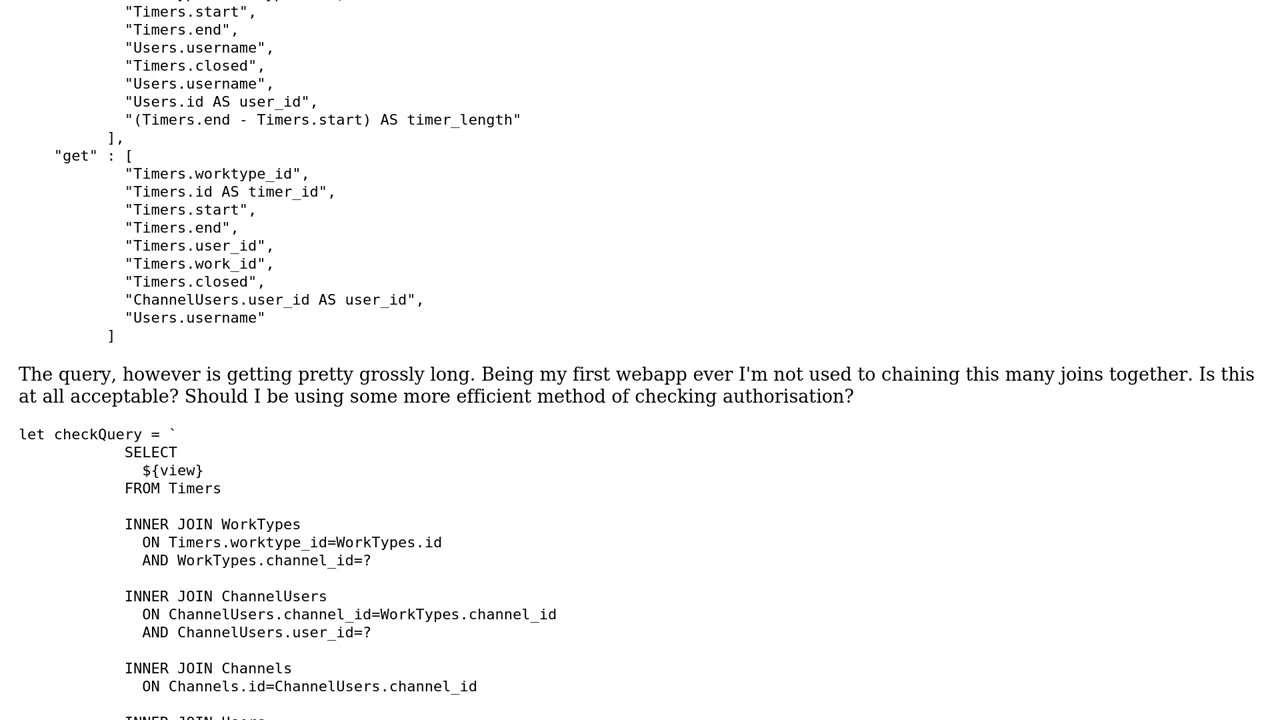 "Timers.start",
"Timers.end",
"Users.username",
"Timers.closed",
"Users.username",
"Users.id AS user_id",
"(Timers.end - Timers.start) AS timer_length"
],
"get" : [
"Timers.worktype_id",
"Timers.id AS timer_id",
"Timers.start",
"Timers.end",
"Timers.user_id",
"Timers.work_id",
"Timers.closed",
"ChannelUsers.user_id AS user_id",
"Users.username"
]
The query, however is getting pretty grossly long. Being my first webapp ever I'm not used to chaining this many joins together. Is this
at all acceptable? Should I be using some more efficient method of checking authorisation?
let checkQuery = `
SELECT
${view}
FROM Timers
INNER JOIN WorkTypes
ON Timers.worktype_id=WorkTypes.id
AND WorkTypes.channel_id=?
INNER JOIN ChannelUsers
ON ChannelUsers.channel_id=WorkTypes.channel_id
AND ChannelUsers.user_id=?
INNER JOIN Channels
ON Channels.id=ChannelUsers.channel_id
INNER JOIN Users